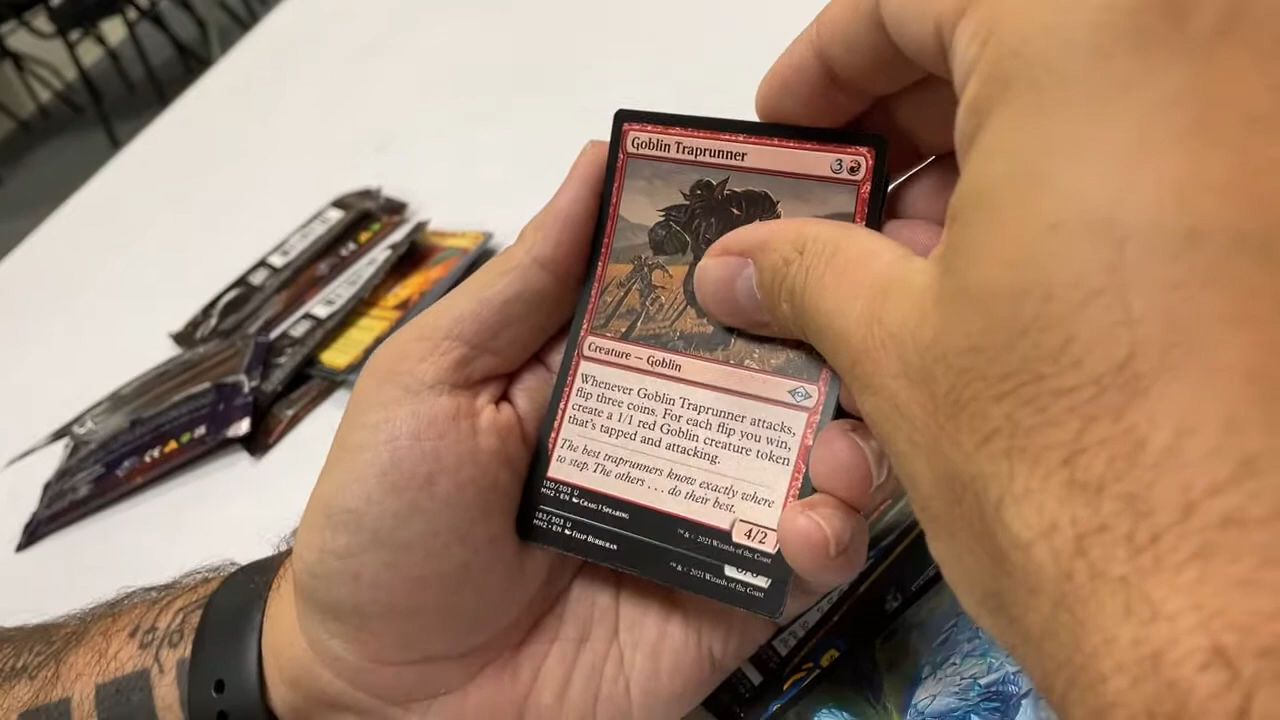 Goblin Traprunner
3
Creature — Goblin
Whenever Goblin Traprunner attacks,
flip three coins. For each flip you win,
create a 1/1 red Goblin creature token
that's tapped and attacking.
The best traprunners know exactly where
to step. The others . . . do their best.
4/2
130/303 U
MH2 • EN Craig J Spearing
™ & © 2021 Wizards of the Coast
182/303 U
MH2 • EN Filip Burburan
™ & © 2021 Wizards of the Coast